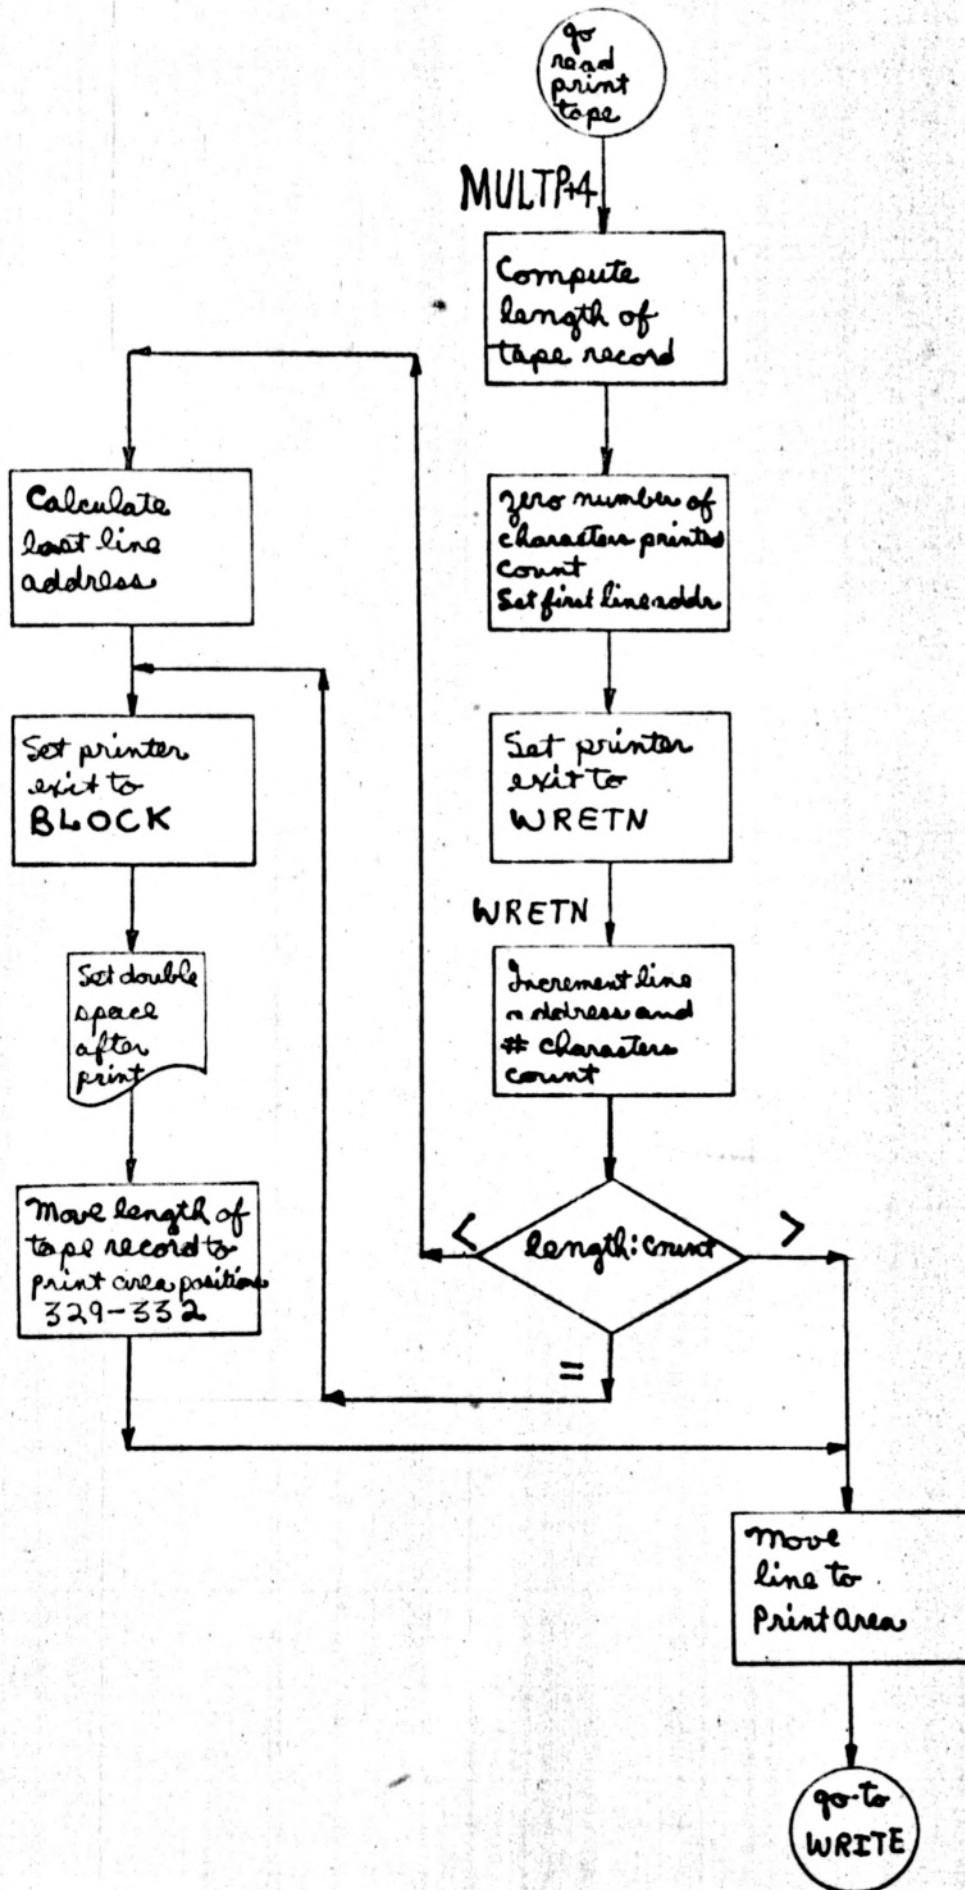 go
read
print
tape
MULTP+4
Compute
length of
tape record
zero number of
characters printed
count
Set first line addr
Set printer
exit to
WRETN
WRETN
Increment line
address and
# characters
count
length:count
<
>
=
Calculate
last line
address
Set printer
exit to
BLOCK
Set double
space
after
print
Move length of
tape record to
print area positions
329-332
Move
line to
Print Area
go to
WRITE